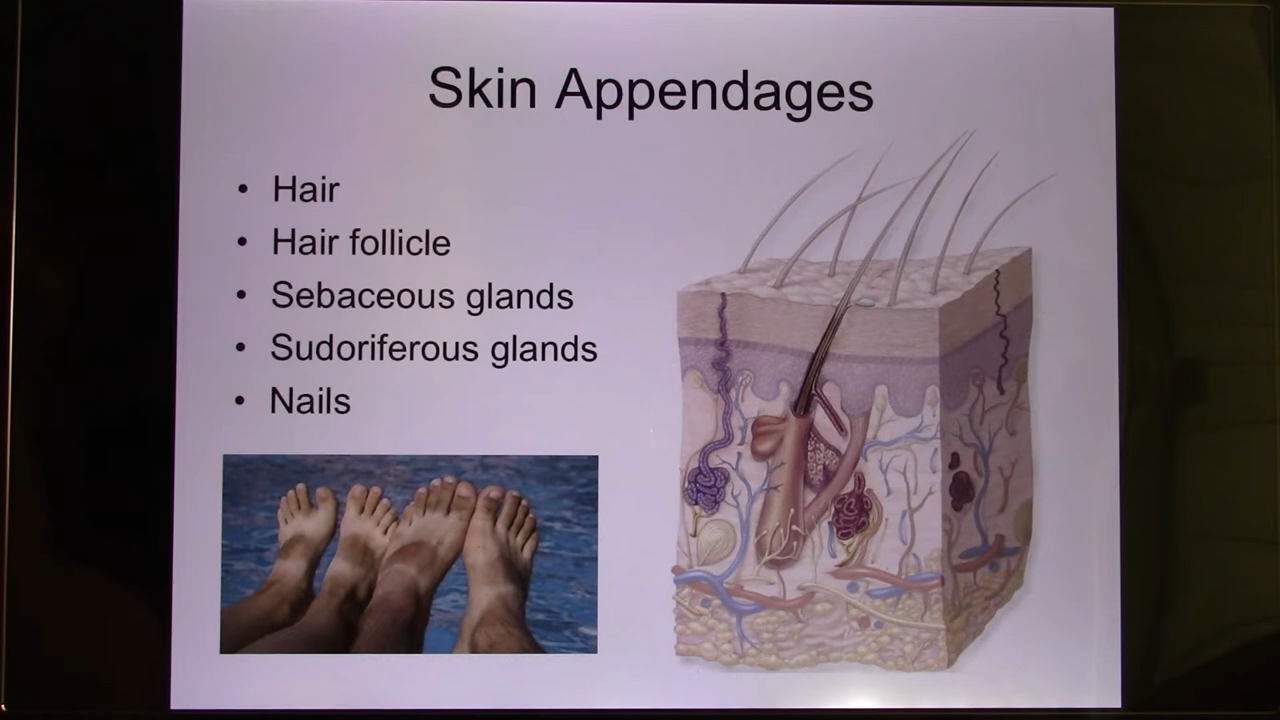 Skin Appendages
• Hair
• Hair follicle
• Sebaceous glands
• Sudoriferous glands
• Nails